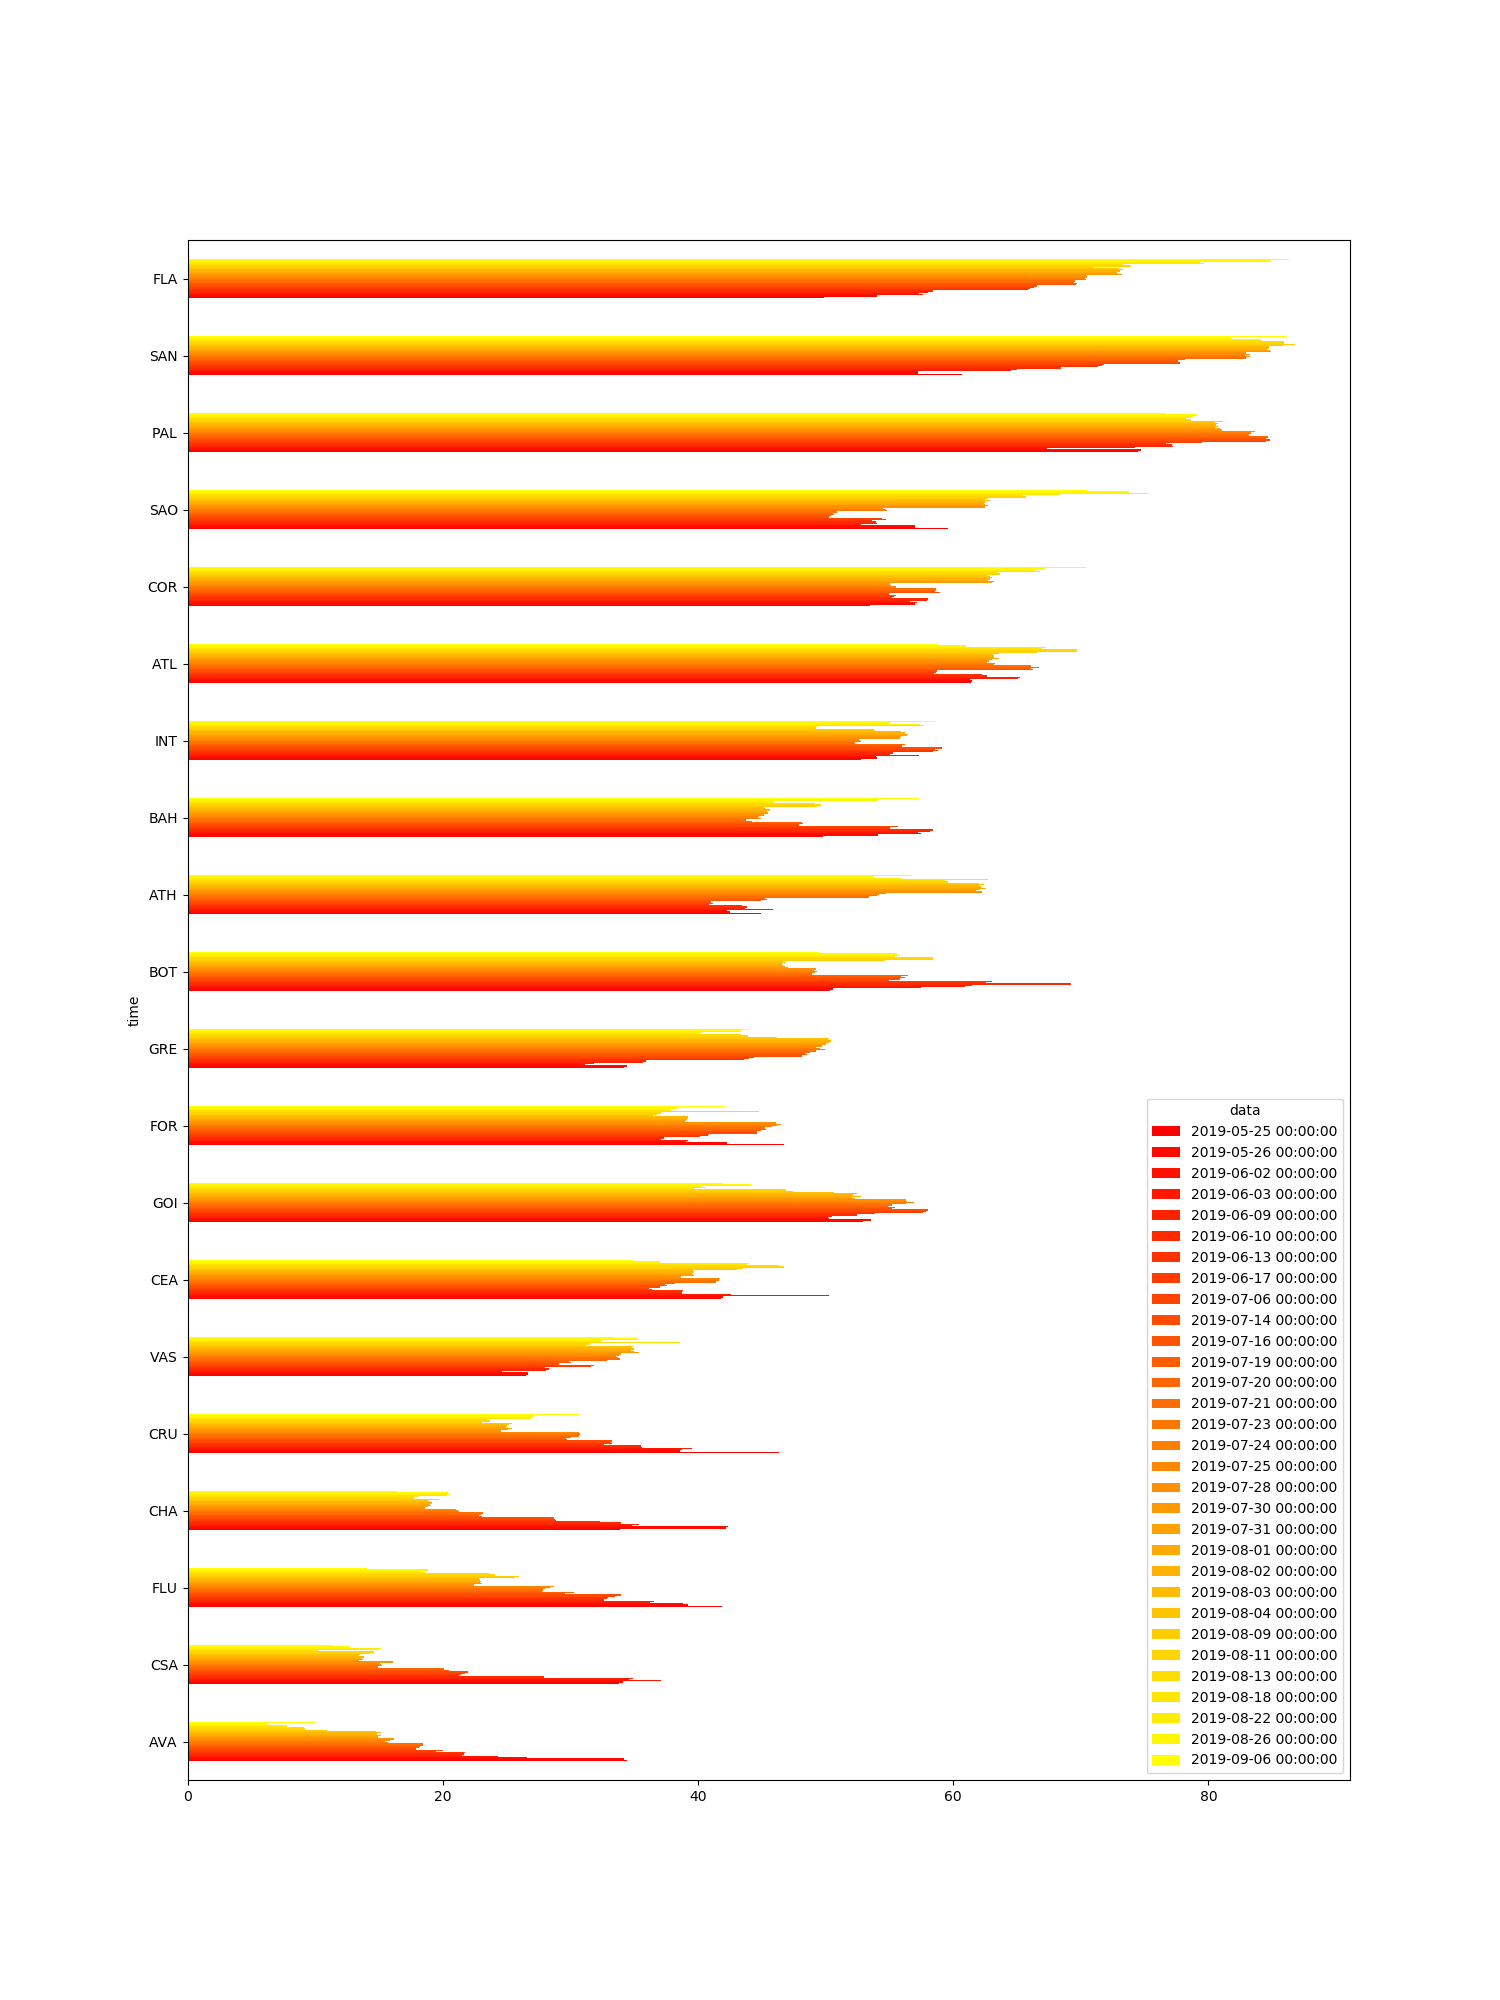 FLA
SAN
PAL
SAO
COR
ATL
INT
BAH
ATH
BOT
time
GRE
FOR
GOI
CEA
VAS
CRU
CHA
FLU
CSA
AVA
data
2019-05-25 00:00:00
2019-05-26 00:00:00
2019-06-02 00:00:00
2019-06-03 00:00:00
2019-06-09 00:00:00
2019-06-10 00:00:00
2019-06-13 00:00:00
2019-06-17 00:00:00
2019-07-06 00:00:00
2019-07-14 00:00:00
2019-07-16 00:00:00
2019-07-19 00:00:00
2019-07-20 00:00:00
2019-07-21 00:00:00
2019-07-23 00:00:00
2019-07-24 00:00:00
2019-07-25 00:00:00
2019-07-28 00:00:00
2019-07-30 00:00:00
2019-07-31 00:00:00
2019-08-01 00:00:00
2019-08-02 00:00:00
2019-08-03 00:00:00
2019-08-04 00:00:00
2019-08-09 00:00:00
2019-08-11 00:00:00
2019-08-13 00:00:00
2019-08-18 00:00:00
2019-08-22 00:00:00
2019-08-26 00:00:00
2019-09-06 00:00:00
0 20 40 60 80